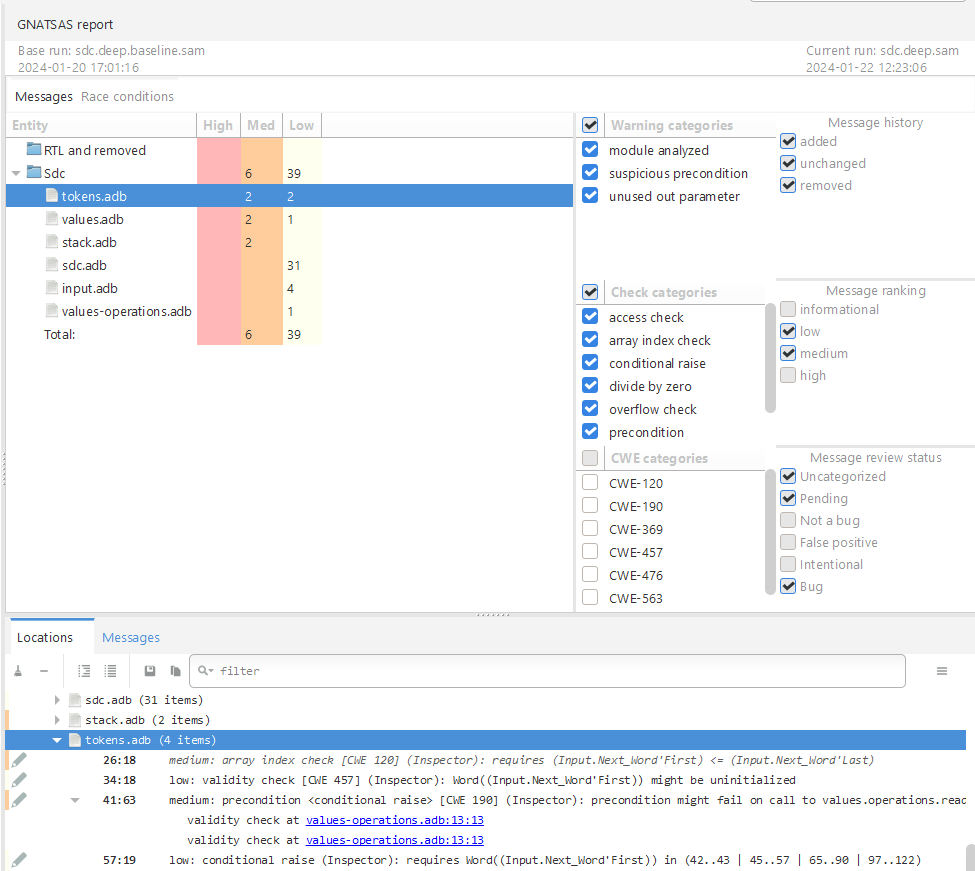 GNATSAS report
Base run: sdc.deep.baseline.sam
2024-01-20 17:01:16
Current run: sdc.deep.sam
2024-01-22 12:23:06
Messages Race conditions
Entity High Med Low
RTL and removed
Sdc 6 39
tokens.adb 2 2
values.adb 2 1
stack.adb 2
sdc.adb 31
input.adb 4
values-operations.adb 1
Total: 6 39
Warning categories
module analyzed
suspicious precondition
unused out parameter
Message history
added
unchanged
removed
Check categories
access check
array index check
conditional raise
divide by zero
overflow check
precondition
Message ranking
informational
low
medium
high
CWE categories
CWE-120
CWE-190
CWE-369
CWE-457
CWE-476
CWE-563
Message review status
Uncategorized
Pending
Not a bug
False positive
Intentional
Bug
Locations Messages
filter
sdc.adb (31 items)
stack.adb (2 items)
tokens.adb (4 items)
26:18 medium: array index check [CWE 120] (Inspector): requires (Input.Next_Word'First) <= (Input.Next_Word'Last)
34:18 low: validity check [CWE 457] (Inspector): Word((Input.Next_Word'First)) might be uninitialized
41:63 medium: precondition <conditional raise> [CWE 190] (Inspector): precondition might fail on call to values.operations.read
validity check at values-operations.adb:13:13
validity check at values-operations.adb:13:13
57:19 low: conditional raise (Inspector): requires Word((Input.Next_Word'First)) in (42..43 | 45..57 | 65..90 | 97..122)